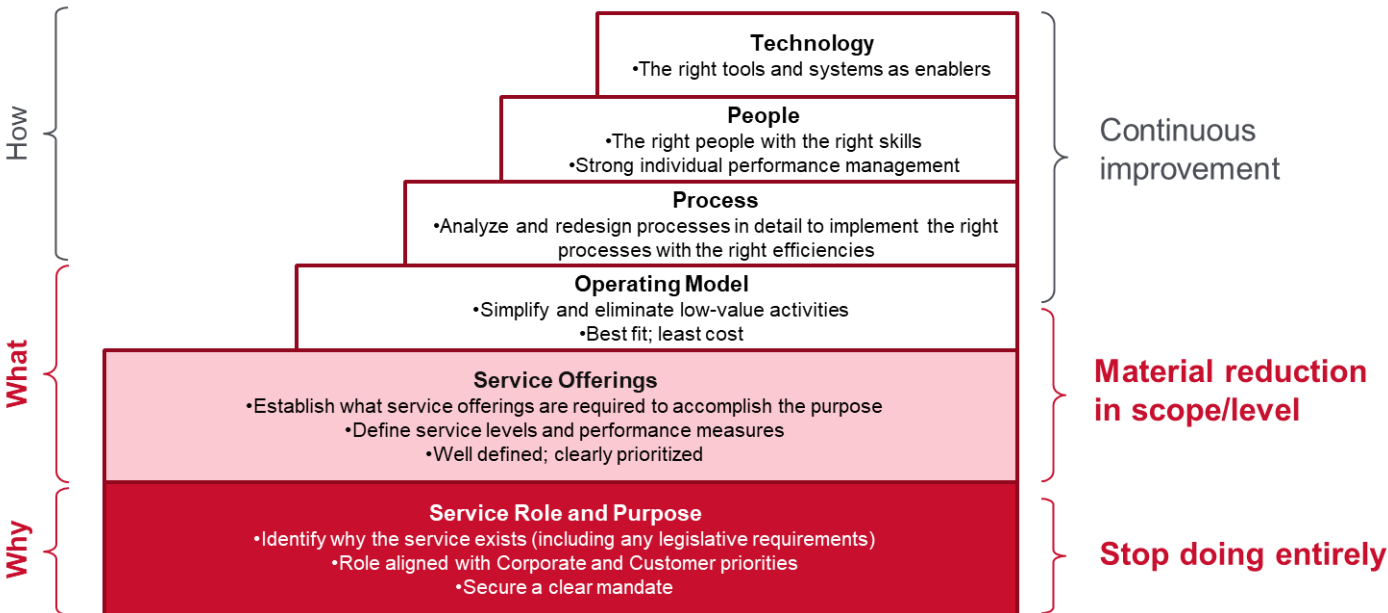 Technology
•The right tools and systems as enablers
People
•The right people with the right skills
•Strong individual performance management
Process
•Analyze and redesign processes in detail to implement the right
processes with the right efficiencies
Operating Model
•Simplify and eliminate low-value activities
•Best fit; least cost
Service Offerings
•Establish what service offerings are required to accomplish the purpose
•Define service levels and performance measures
•Well defined; clearly prioritized
Service Role and Purpose
•Identify why the service exists (including any legislative requirements)
•Role aligned with Corporate and Customer priorities
•Secure a clear mandate
How
What
Why
Continuous
improvement
Material reduction
in scope/level
Stop doing entirely